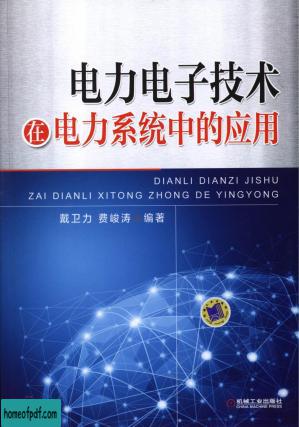 电力电子技术
在电力系统中的应用
DIANLI DIANZI JISHU
ZAI DIANLI XITONG ZHONG DE YINGYONG
戴卫力 费峻涛 编著
机械工业出版社
CHINA MACHINE PRESS
homeofpdf.com